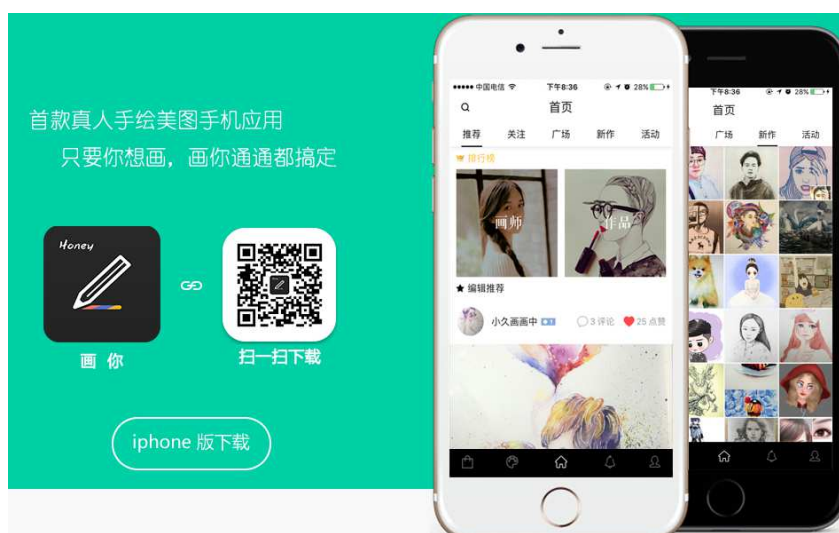 首款真人手绘美图手机应用
只要你想画，画你通通都搞定
Honey
画 你
扫一扫下载
iphone 版下载
中国电信 下午8:36 28%
首页
推荐 关注 广场 新作 活动
排行榜
画师 作品
★ 编辑推荐
小久画画中 3 评论 25 点赞
下午8:36 28%
首页
广场 新作 活动